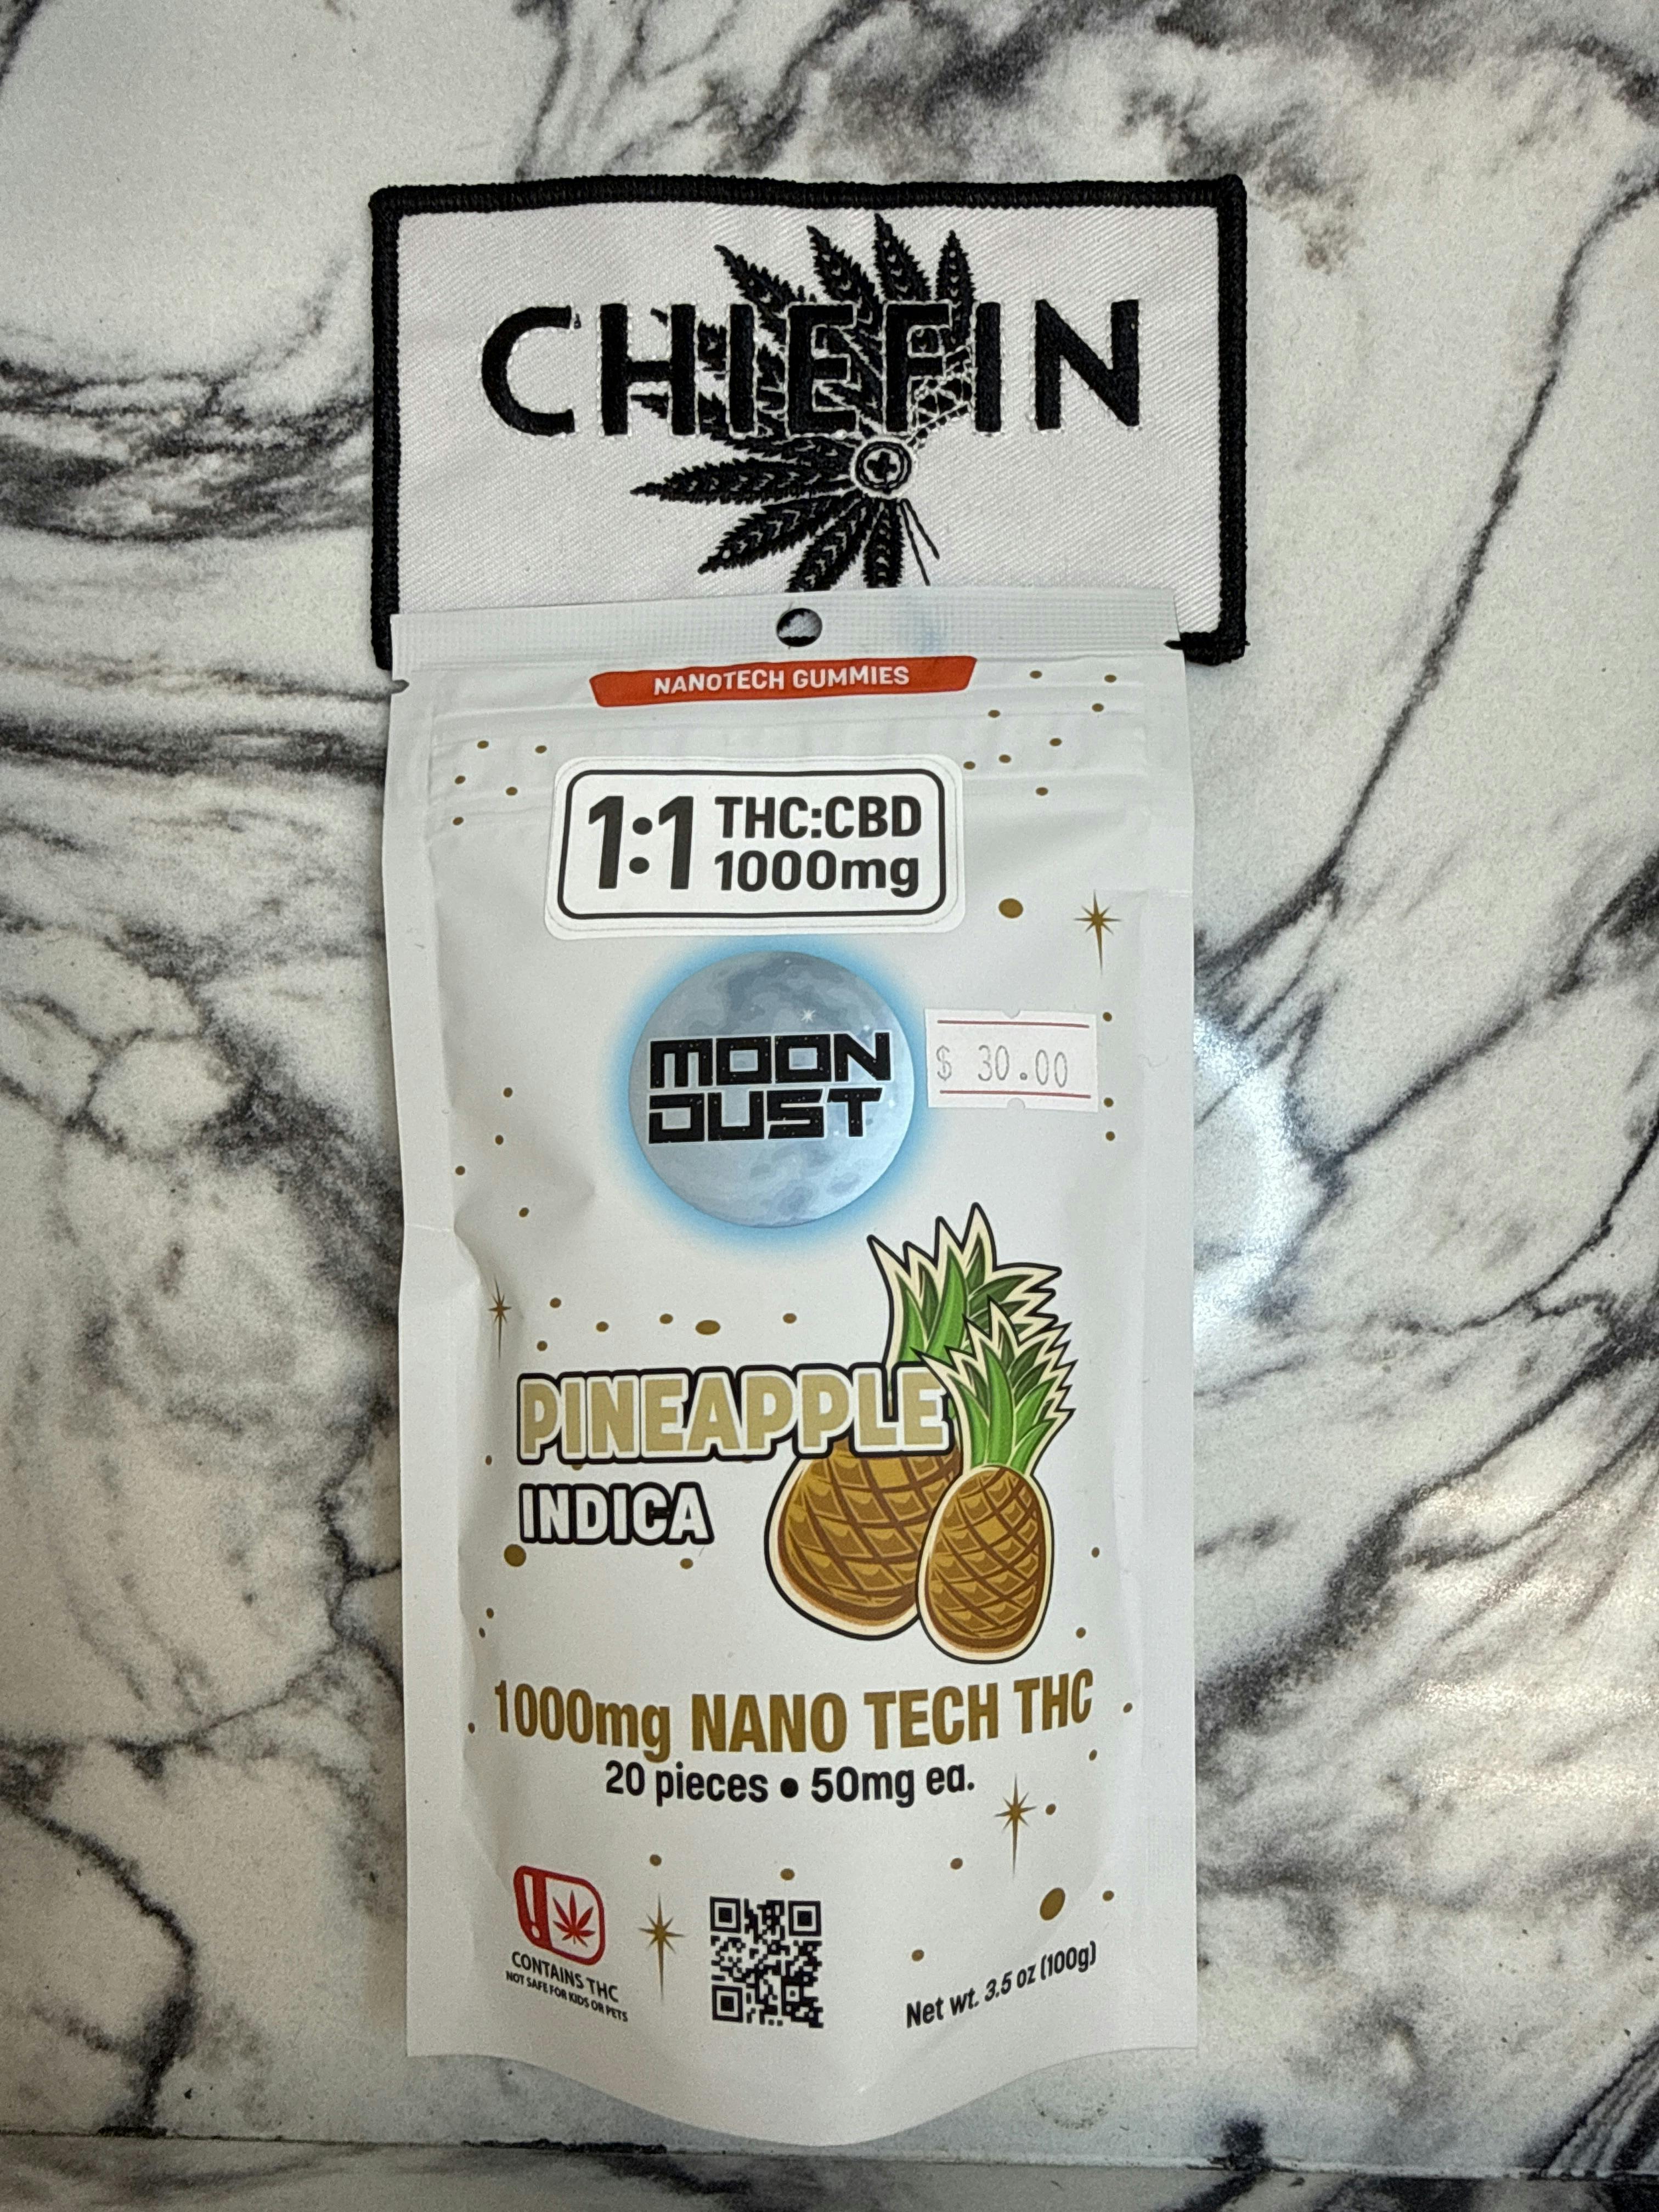 CHIEFIN
NANOTECH GUMMIES
1:1 THC:CBD
1000mg
MOON
DUST
$ 30.00
PINEAPPLE
INDICA
1000mg NANO TECH THC
20 pieces • 50mg ea.
!
CONTAINS THC
NOT SAFE FOR KIDS OR PETS
Net wt. 3.5 oz (100g)